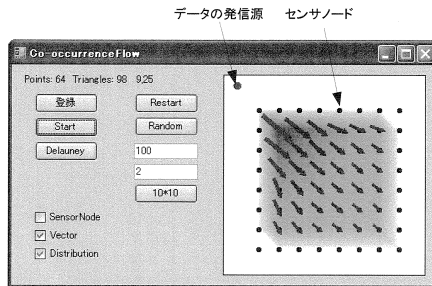 データの発信源 センサノード
Co-occurrenceFlow
Points: 64 Triangles: 98 9,25
登録 Restart
Start Random
Delauney 100
2
10*10
SensorNode
Vector
Distribution